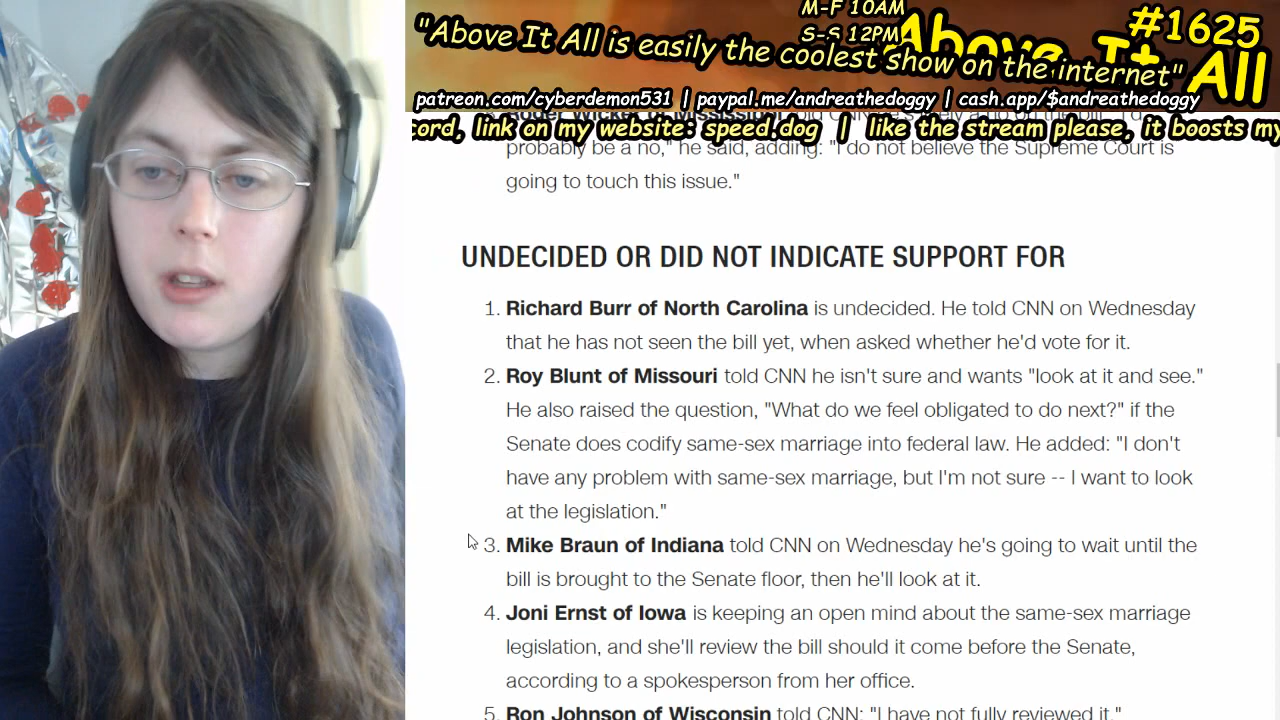 M-F 10AM
S-S 12PM
#1625
Above It All
"Above It All is easily the coolest show on the internet"
patreon.com/cyberdemon531 | paypal.me/andreathedoggy | cash.app/$andreathedoggy
cord, link on my website: speed.dog | like the stream please, it boosts my
Roger Wicker of Mississippi
probably be a no," he said, adding: "I do not believe the Supreme Court is
going to touch this issue."
UNDECIDED OR DID NOT INDICATE SUPPORT FOR
1. Richard Burr of North Carolina is undecided. He told CNN on Wednesday
that he has not seen the bill yet, when asked whether he'd vote for it.
2. Roy Blunt of Missouri told CNN he isn't sure and wants "look at it and see."
He also raised the question, "What do we feel obligated to do next?" if the
Senate does codify same-sex marriage into federal law. He added: "I don't
have any problem with same-sex marriage, but I'm not sure -- I want to look
at the legislation."
3. Mike Braun of Indiana told CNN on Wednesday he's going to wait until the
bill is brought to the Senate floor, then he'll look at it.
4. Joni Ernst of Iowa is keeping an open mind about the same-sex marriage
legislation, and she'll review the bill should it come before the Senate,
according to a spokesperson from her office.
5. Ron Johnson of Wisconsin told CNN: "I have not fully reviewed it."